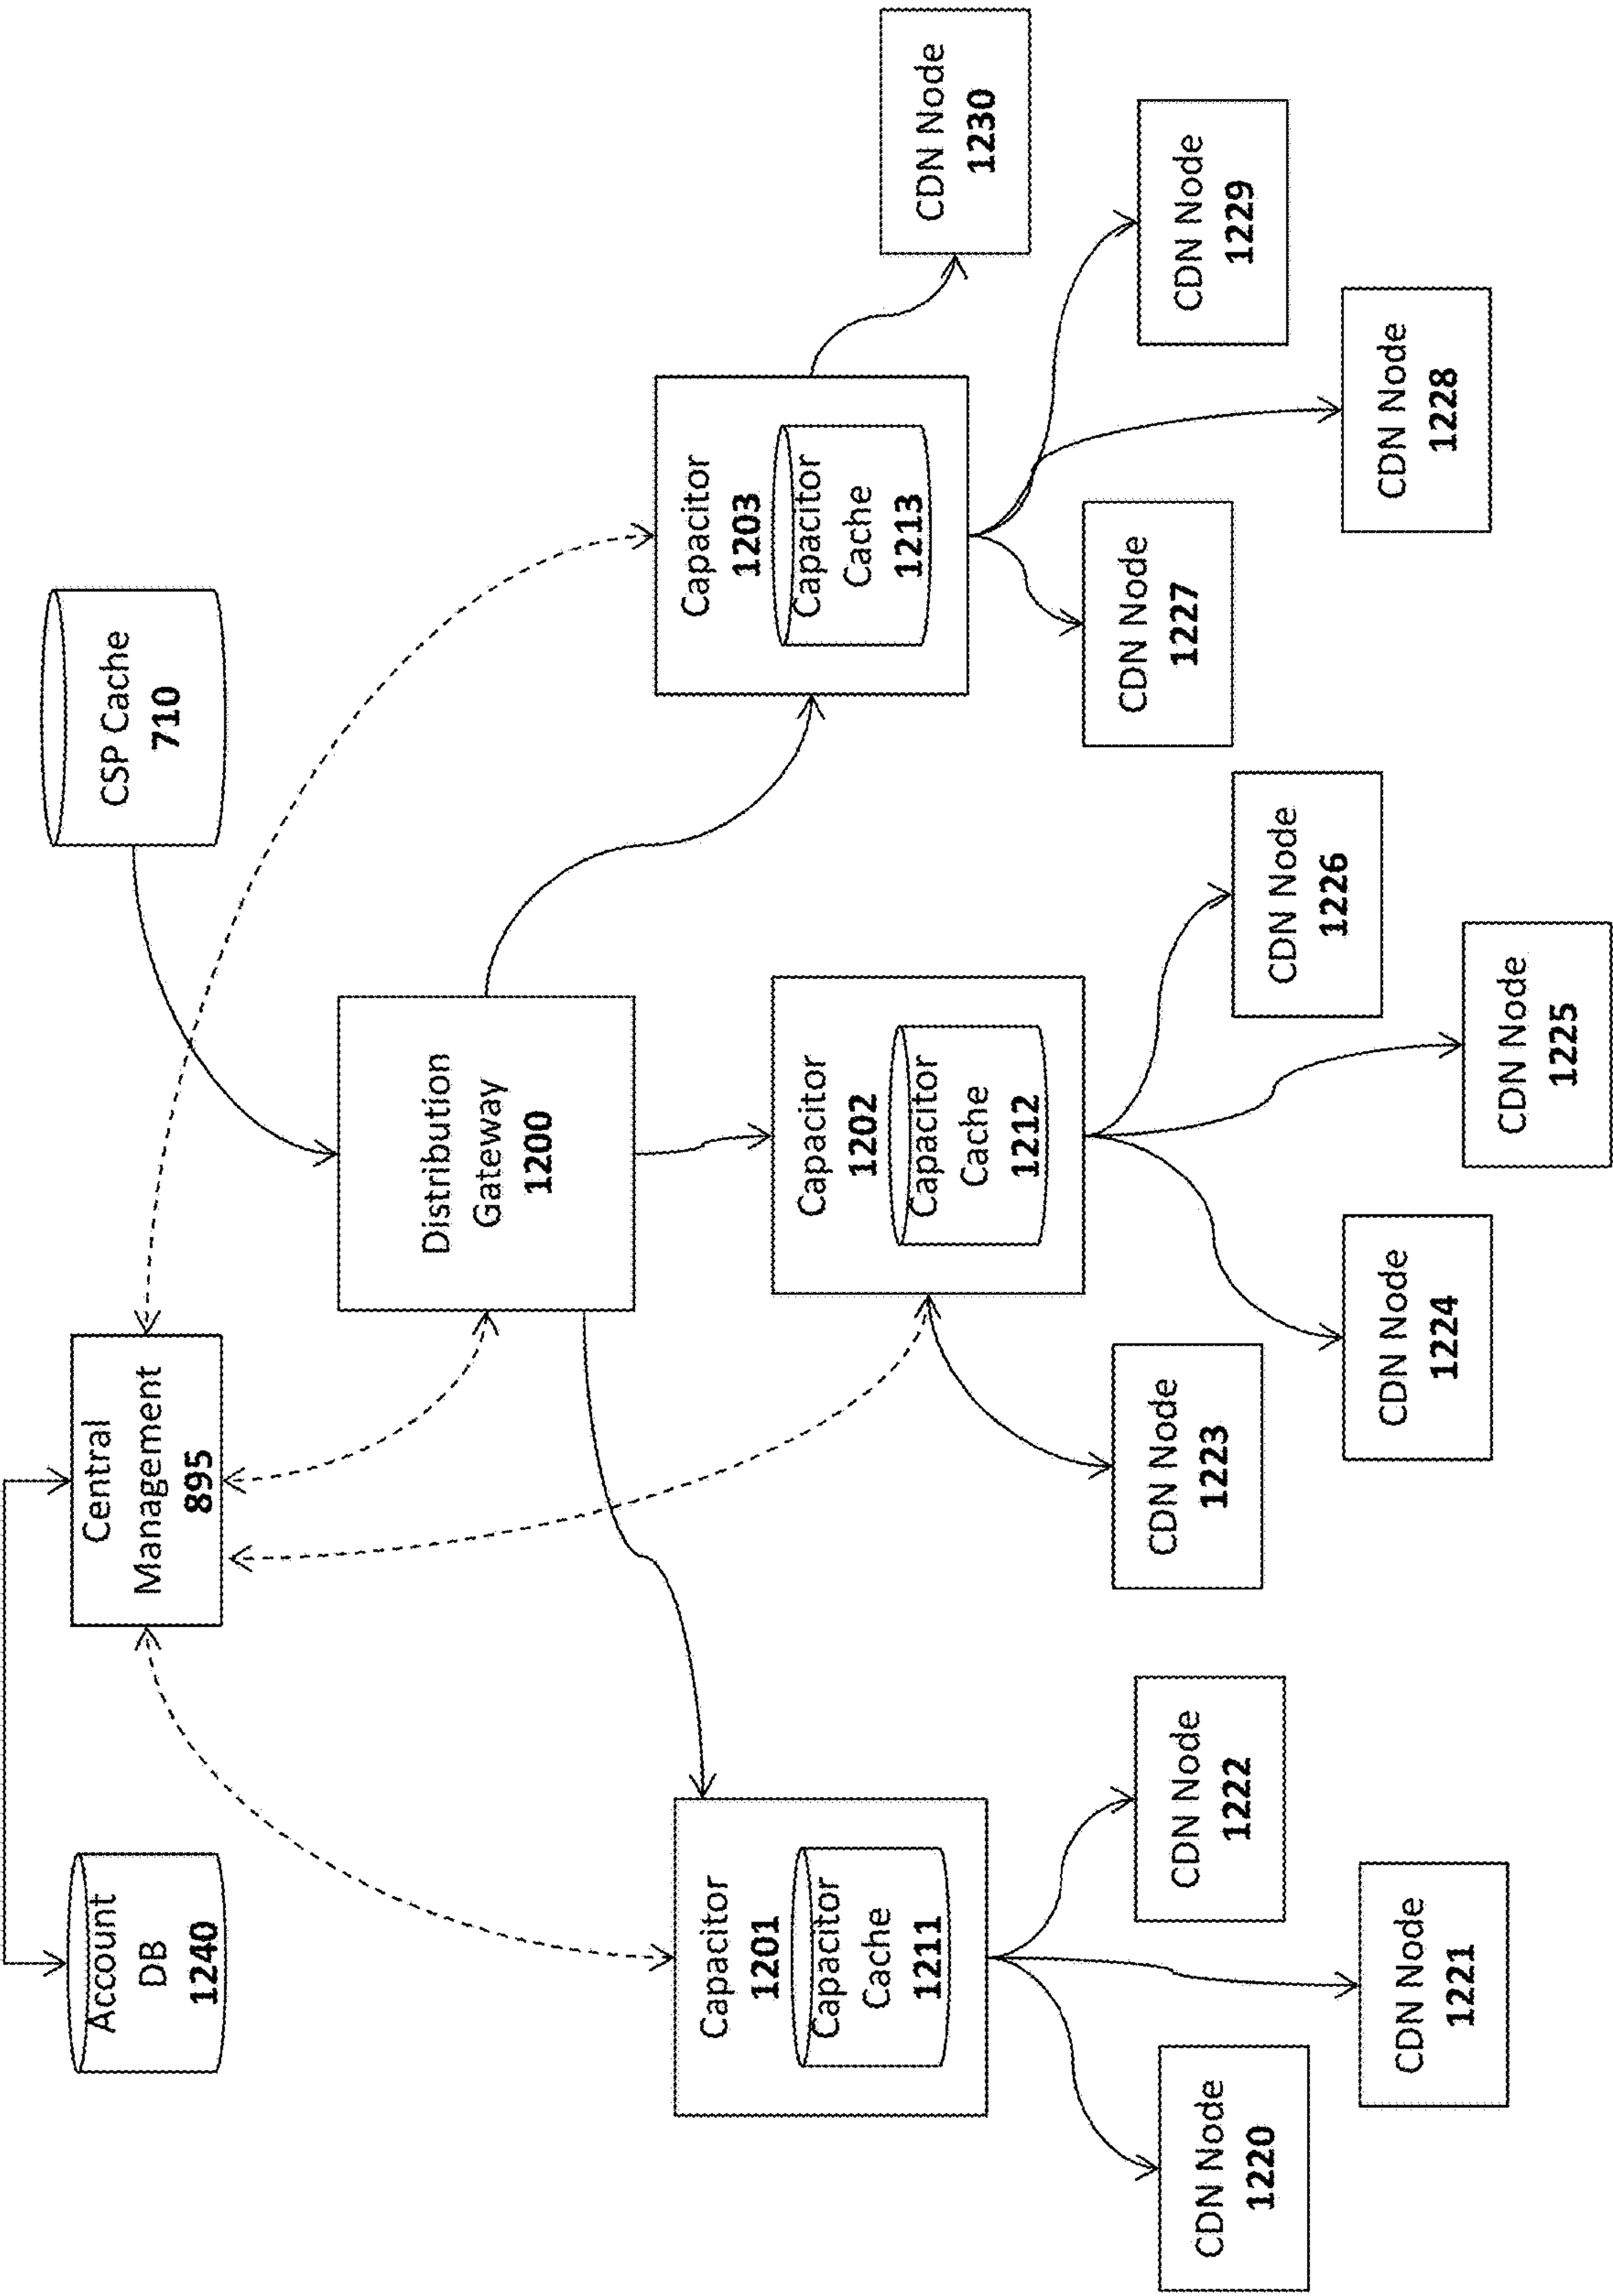 Account
DB
1240
Central
Management
895
CSP Cache
710
Distribution
Gateway
1200
Capacitor
1201
Capacitor
Cache
1211
Capacitor
1202
Capacitor
Cache
1212
Capacitor
1203
Capacitor
Cache
1213
CDN Node
1220
CDN Node
1221
CDN Node
1222
CDN Node
1223
CDN Node
1224
CDN Node
1225
CDN Node
1226
CDN Node
1227
CDN Node
1228
CDN Node
1229
CDN Node
1230